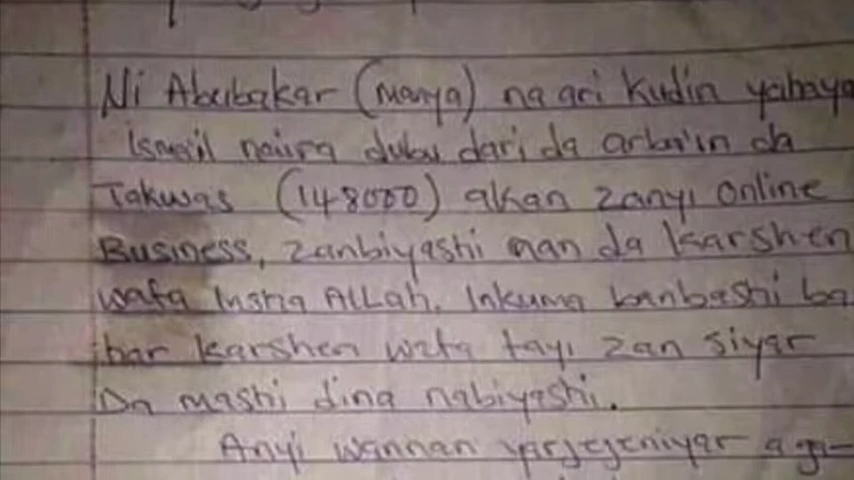 Ni Abubakar (manya) na ari kudin yahaya
ismail naira dubu dari da arba'in da
Takwas (148000) akan zanyi online
Business, zanbiyashi nan da karshen
wata Insha Allah. Inkuma banbashi ba
har karshen wata tayi zan siyar
Da mashi dina nabiyashi.
Anyi wannan yarjejeniyar a ga-